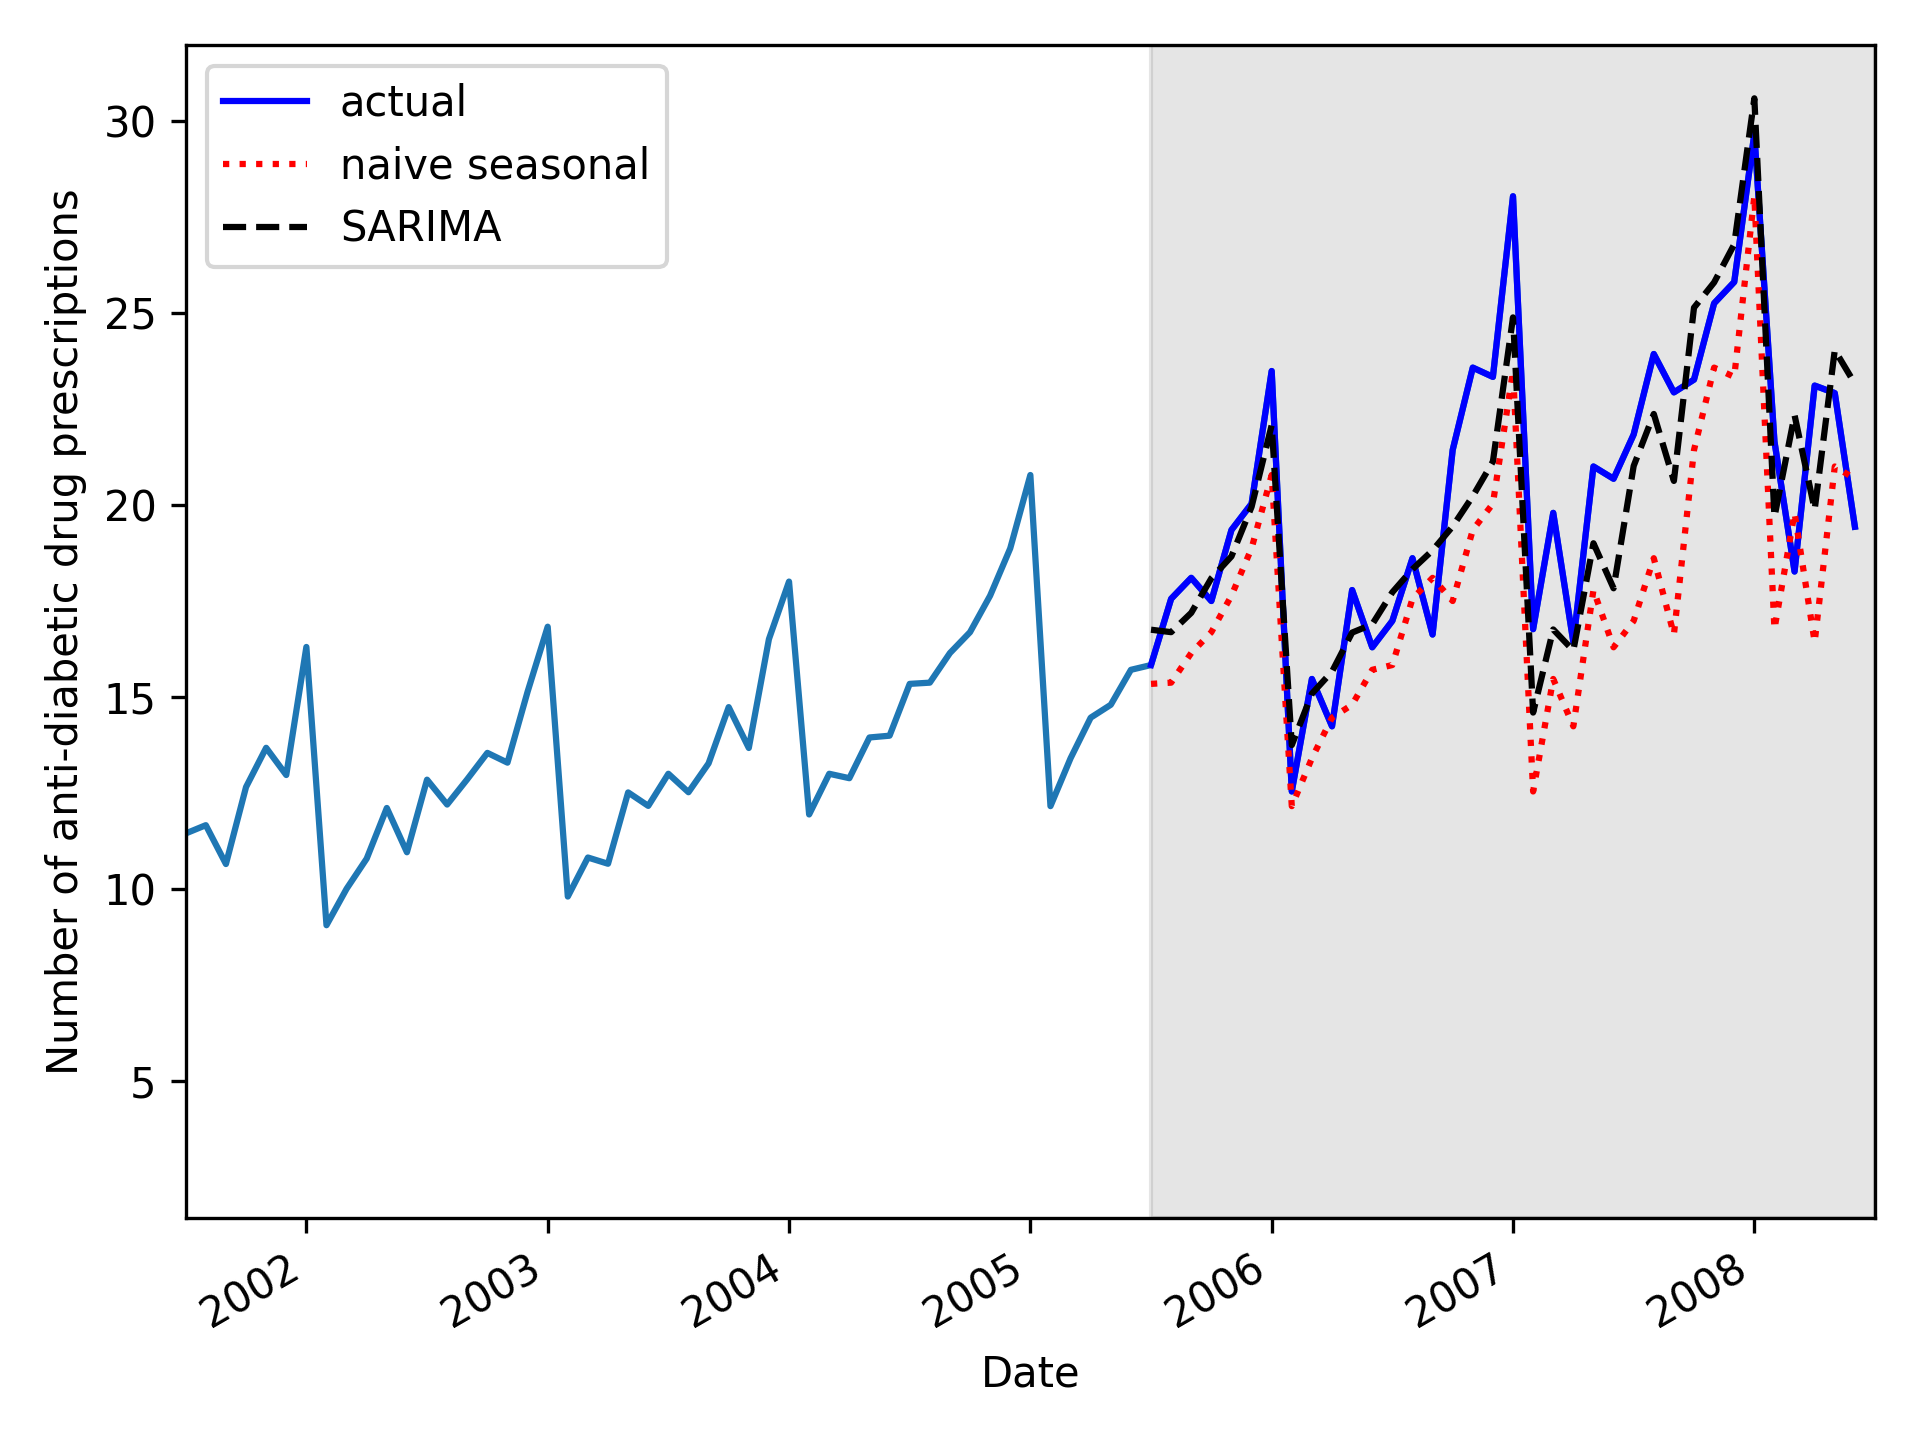 actual
naive seasonal
SARIMA
Number of anti-diabetic drug prescriptions
30
25
20
15
10
5
2002
2003
2004
2005
2006
2007
2008
Date